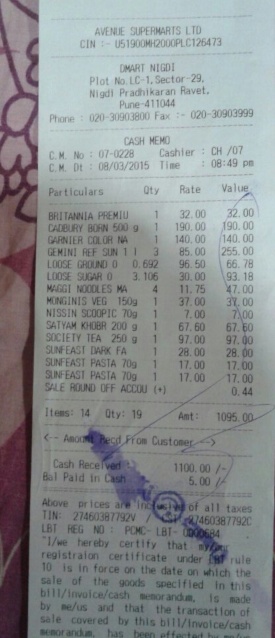 AVENUE SUPERMARTS LTD
CIN :- U51900MH2000PLC126473
DMART NIGDI
Plot No.LC-1,Sector-29,
Nigdi Pradhikaran Ravet,
Pune-411044
Phone : 020-30903800 Fax :- 020-30903999
CASH MEMO
C.M. No : 07-0228 Cashier : CH /07
C.M. Dt : 08/03/2015 Time : 08:49 pm
Particulars Qty Rate Value
BRITANNIA PREMIU 1 32.00 32.00
CADBURY BORN 500 g 1 190.00 190.00
GARNIER COLOR NA 1 140.00 140.00
GEMINI REF SUN 1 l 3 85.00 255.00
LOOSE GROUND 0 0.692 96.50 66.78
LOOSE SUGAR 0 3.106 30.00 93.18
MAGGI NOODLES MA 4 11.75 47.00
MONGINIS VEG 150g 1 37.00 37.00
NISSIN SCOOPIC 70g 1 7.00 7.00
SATYAM KHOBR 200 g 1 67.60 67.60
SOCIETY TEA 250 g 1 97.00 97.00
SUNFEAST DARK FA 1 28.00 28.00
SUNFEAST PASTA 70g 1 17.00 17.00
SUNFEAST PASTA 70g 1 17.00 17.00
SALE ROUND OFF ACCOU (+) 0.44
Items: 14 Qty: 19 Amt: 1095.00
<-- Amount Recd From Customer -->
Cash Received 1100.00 /-
Bal Paid in Cash 5.00 /-
Above prices are inclusive of all taxes
TIN: 27460387792V / 27460387792C
LBT REG NO : PCMC- LBT- 0000684
"I/we hereby certify that my/our
registraion certificate under rule
10 is in force on the date on which the
sale of the goods specified in this
bill/invoice/cash memorandum, is made
by me/us and that the transaction of
sale covered by this bill/invoice/cash
memorandum, has been effected by me/us